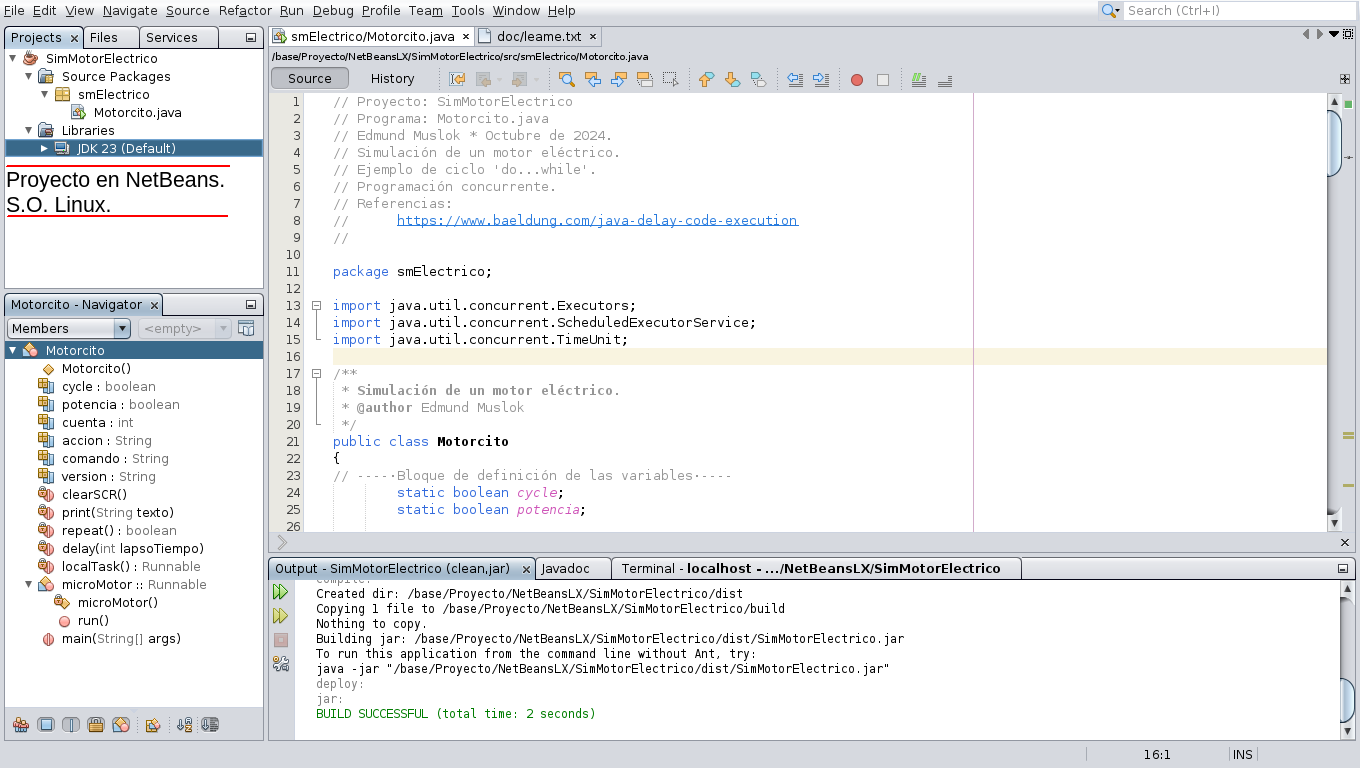 File Edit View Navigate Source Refactor Run Debug Profile Team Tools Window Help
Search (Ctrl+I)
Projects Files Services
SimMotorElectrico
Source Packages
smElectrico
Motorcito.java
Libraries
JDK 23 (Default)
Proyecto en NetBeans.
S.O. Linux.
Motorcito - Navigator
Members <empty>
Motorcito
Motorcito()
cycle : boolean
potencia : boolean
cuenta : int
accion : String
comando : String
version : String
clearSCR()
print(String texto)
repeat() : boolean
delay(int lapsoTiempo)
localTask() : Runnable
microMotor :: Runnable
microMotor()
run()
main(String[] args)
smElectrico/Motorcito.java doc/leame.txt
/base/Proyecto/NetBeansLX/SimMotorElectrico/src/smElectrico/Motorcito.java
Source History
1 // Proyecto: SimMotorElectrico
2 // Programa: Motorcito.java
3 // Edmund Muslok * Octubre de 2024.
4 // Simulación de un motor eléctrico.
5 // Ejemplo de ciclo 'do...while'.
6 // Programación concurrente.
7 // Referencias:
8 // https://www.baeldung.com/java-delay-code-execution
9 //
10
11 package smElectrico;
12
13 import java.util.concurrent.Executors;
14 import java.util.concurrent.ScheduledExecutorService;
15 import java.util.concurrent.TimeUnit;
16
17 /**
18 * Simulación de un motor eléctrico.
19 * @author Edmund Muslok
20 */
21 public class Motorcito
22 {
23 // -----·Bloque de definición de las variables·-----
24 static boolean cycle;
25 static boolean potencia;
26
Output - SimMotorElectrico (clean,jar) Javadoc Terminal - localhost - .../NetBeansLX/SimMotorElectrico
compile:
Created dir: /base/Proyecto/NetBeansLX/SimMotorElectrico/dist
Copying 1 file to /base/Proyecto/NetBeansLX/SimMotorElectrico/build
Nothing to copy.
Building jar: /base/Proyecto/NetBeansLX/SimMotorElectrico/dist/SimMotorElectrico.jar
To run this application from the command line without Ant, try:
java -jar "/base/Proyecto/NetBeansLX/SimMotorElectrico/dist/SimMotorElectrico.jar"
deploy:
jar:
BUILD SUCCESSFUL (total time: 2 seconds)
16:1 INS